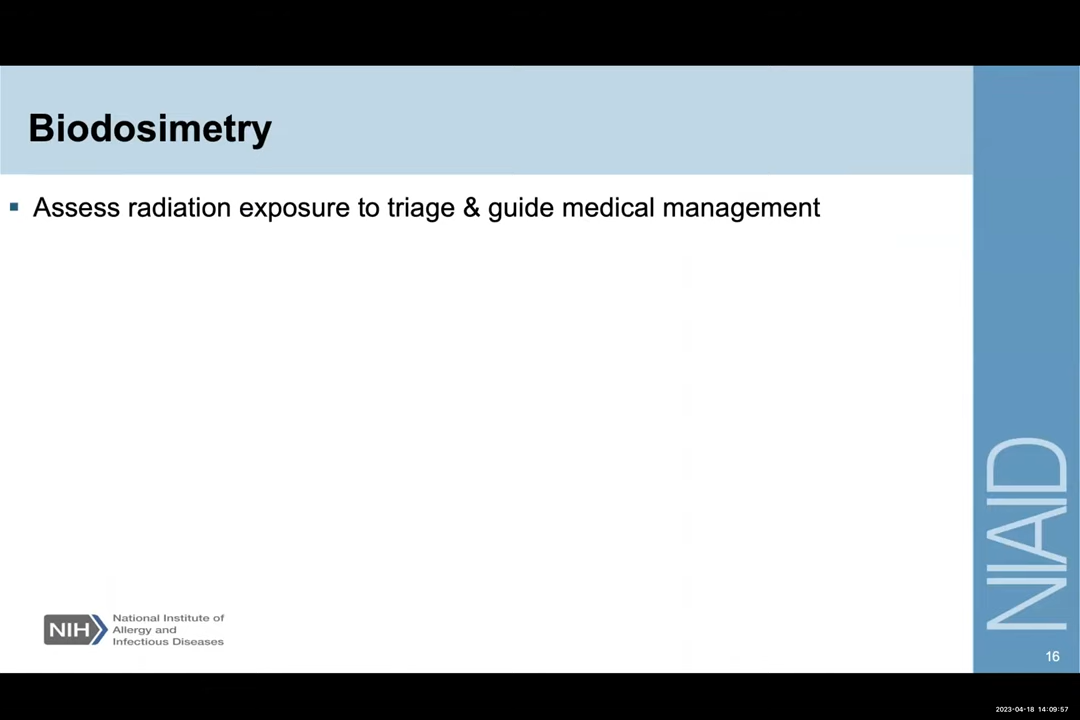 Biodosimetry
▪ Assess radiation exposure to triage & guide medical management
NIAID
NIH
National Institute of
Allergy and
Infectious Diseases
16
2023-04-18 14:09:57